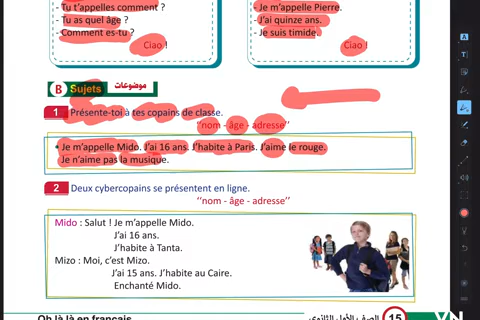 - Tu t'appelles comment ?
- Tu as quel âge ?
- Comment es-tu ?
Ciao !
- Je m'appelle Pierre.
- J'ai quinze ans.
- Je suis timide.
Ciao !
B Sujets موضوعات
1 Présente-toi à tes copains de classe.
"nom - âge - adresse"
• Je m'appelle Mido. J'ai 16 ans. J'habite à Paris. J'aime le rouge.
Je n'aime pas la musique.
2 Deux cybercopains se présentent en ligne.
"nom - âge - adresse"
Mido : Salut ! Je m'appelle Mido.
J'ai 16 ans.
J'habite à Tanta.
Mizo : Moi, c'est Mizo.
J'ai 15 ans. J'habite au Caire.
Enchanté Mido.
Oh là là en français
الصف الأول الثانوى 15
VN